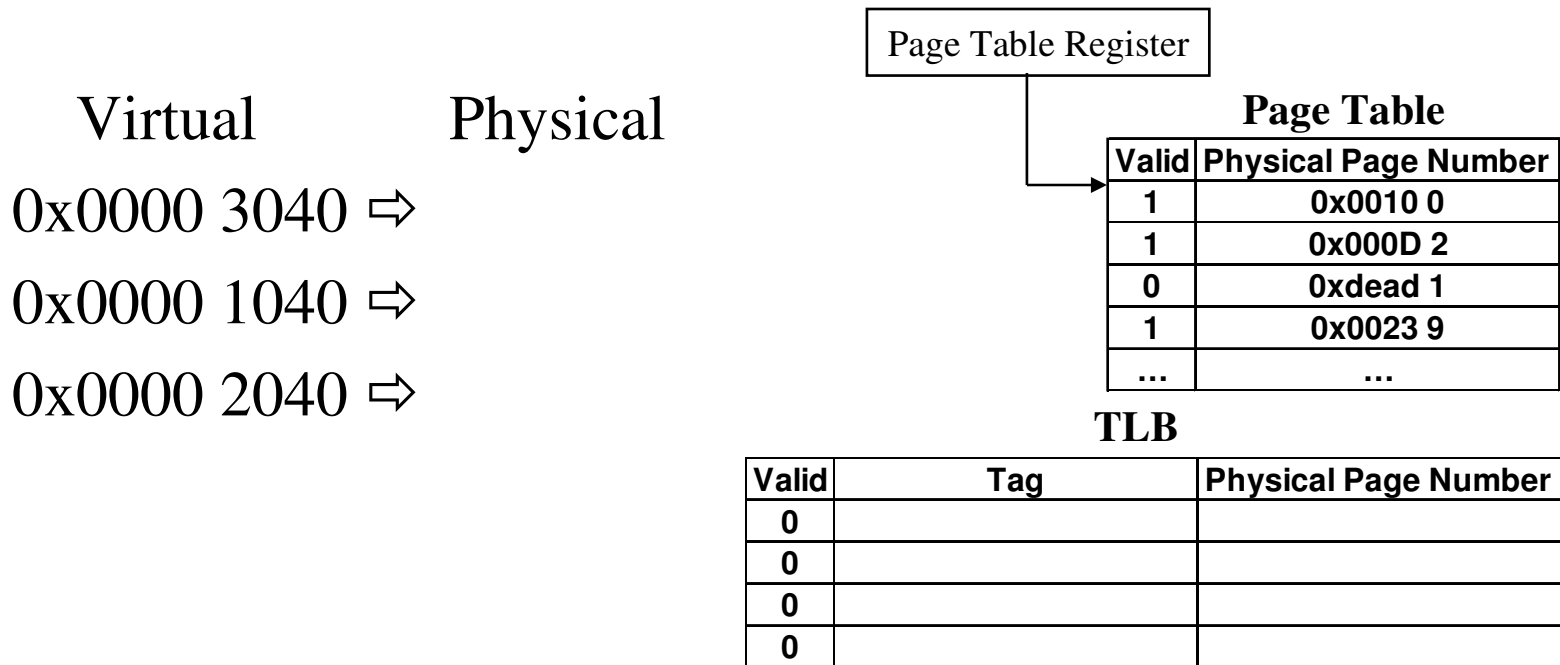 Page Table Register
Virtual Physical
0x0000 3040 ⇨
0x0000 1040 ⇨
0x0000 2040 ⇨
Page Table
Valid Physical Page Number
1 0x0010 0
1 0x000D 2
0 0xdead 1
1 0x0023 9
... ...
TLB
Valid Tag Physical Page Number
0
0
0
0